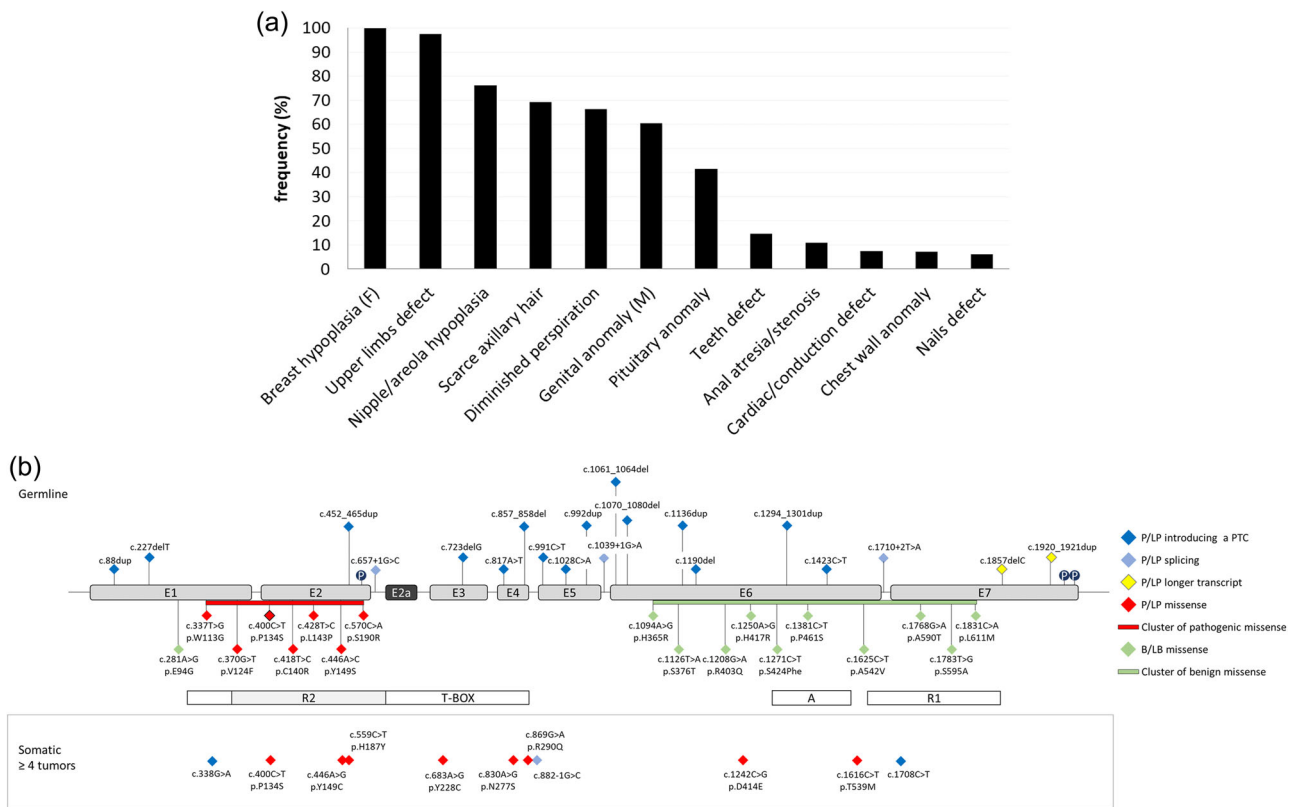 (a)
100
90
80
70
60
50
40
30
20
10
0
frequency (%)
Breast hypoplasia (F)
Upper limbs defect
Nipple/areola hypoplasia
Scarce axillary hair
Diminished perspiration
Genital anomaly (M)
Pituitary anomaly
Teeth defect
Anal atresia/stenosis
Cardiac/conduction defect
Chest wall anomaly
Nails defect
(b)
Germline
c.1061_1064del
c.1070_1080del
c.452_465dup
c.857_858del
c.992dup
c.1136dup
c.1294_1301dup
c.227delT
c.88dup
c.657+1G>C
c.723delG
c.817A>T
c.991C>T
c.1028C>A
c.1039+1G>A
c.1190del
c.1423C>T
c.1710+2T>A
c.1857delC
c.1920_1921dup
P
P
P
E1
E2
E2a
E3
E4
E5
E6
E7
c.337T>G
p.W113G
c.400C>T
p.P134S
c.428T>C
p.L143P
c.570C>A
p.S190R
c.281A>G
p.E94G
c.370G>T
p.V124F
c.418T>C
p.C140R
c.446A>C
p.Y149S
c.1094A>G
p.H365R
c.1250A>G
p.H417R
c.1381C>T
p.P461S
c.1768G>A
p.A590T
c.1831C>A
p.L611M
c.1126T>A
p.S376T
c.1208G>A
p.R403Q
c.1271C>T
p.S424Phe
c.1625C>T
p.A542V
c.1783T>G
p.S595A
R2
T-BOX
A
R1
P/LP introducing a PTC
P/LP splicing
P/LP longer transcript
P/LP missense
Cluster of pathogenic missense
B/LB missense
Cluster of benign missense
Somatic
≥ 4 tumors
c.559C>T
p.H187Y
c.869G>A
p.R290Q
c.338G>A
c.400C>T
p.P134S
c.446A>G
p.Y149C
c.683A>G
p.Y228C
c.830A>G
p.N277S
c.882-1G>C
c.1242C>G
p.D414E
c.1616C>T
p.T539M
c.1708C>T